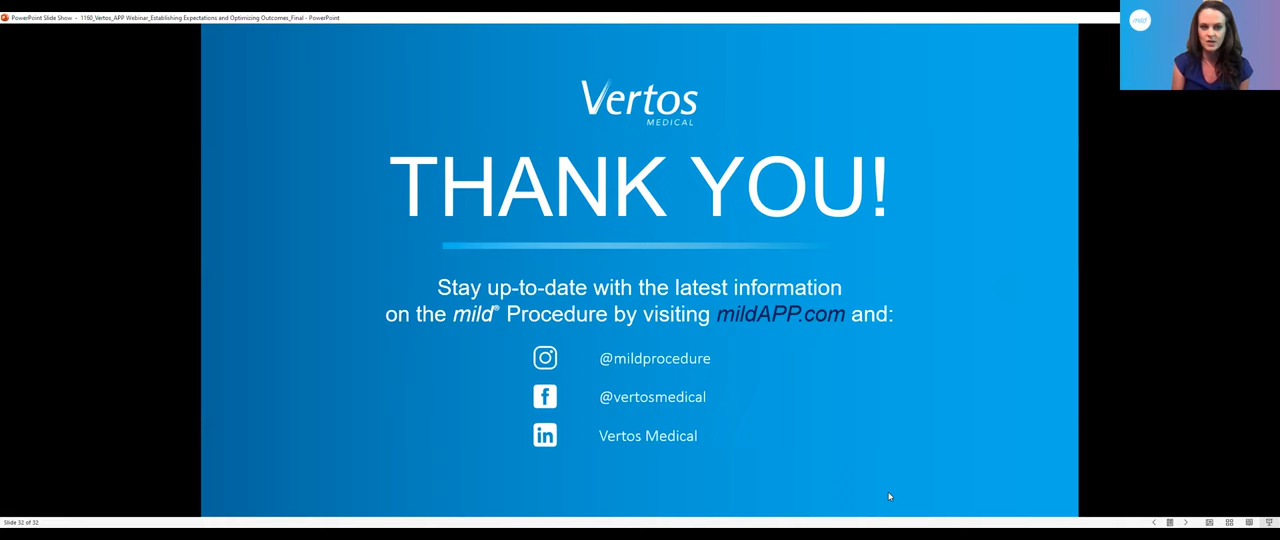 PowerPoint Slide Show - 1160_Vertos_APP Webinar_Establishing Expectations and Optimizing Outcomes_Final - PowerPoint
mild
Vertos
MEDICAL
THANK YOU!
Stay up-to-date with the latest information
on the mild® Procedure by visiting mildAPP.com and:
@mildprocedure
@vertosmedical
Vertos Medical
Slide 32 of 32